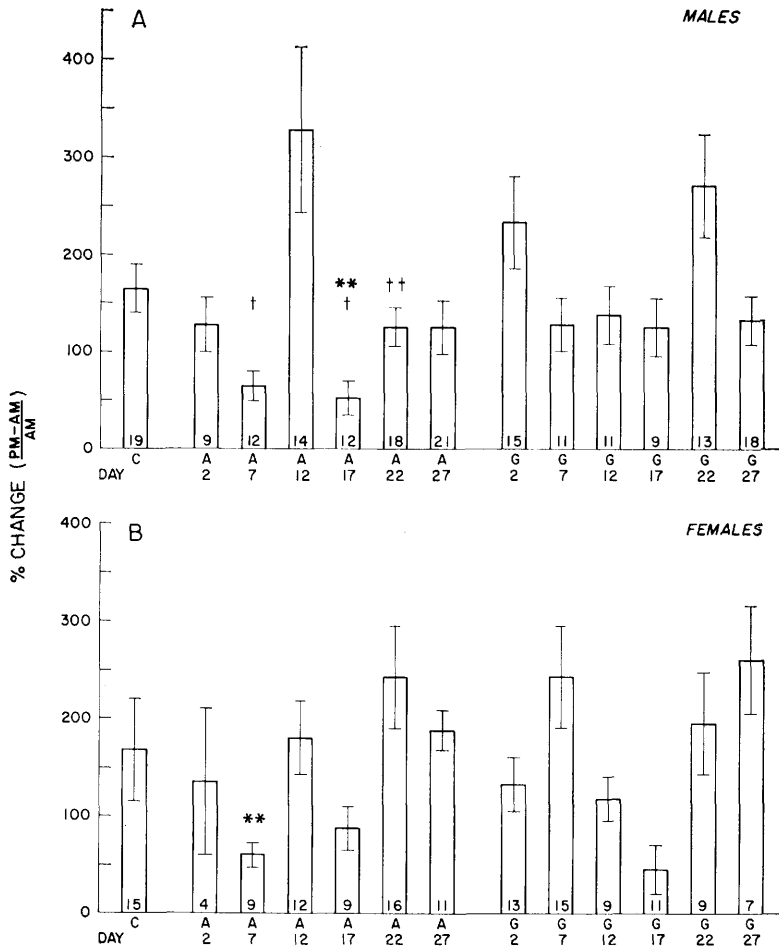 A
MALES
400
300
200
100
0
** ††
† †
19 9 12 14 12 18 21 15 11 11 9 13 18
C A A A A A A G G G G G G
DAY 2 7 12 17 22 27 2 7 12 17 22 27
% CHANGE (PM-AM/AM)
B
FEMALES
400
300
200
100
0
**
15 4 9 12 9 16 11 13 15 9 11 9 7
C A A A A A A G G G G G G
DAY 2 7 12 17 22 27 2 7 12 17 22 27